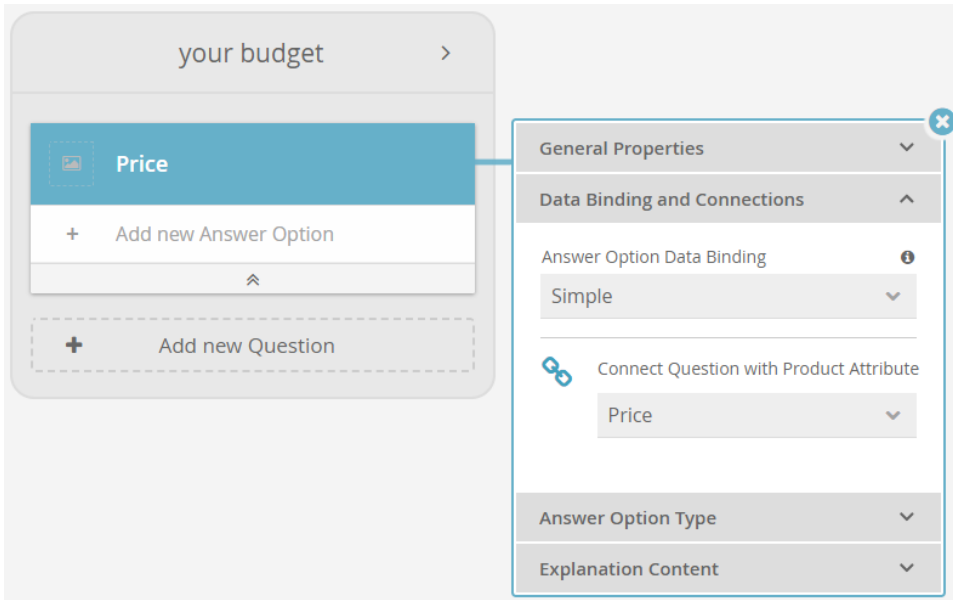 your budget
Price
Add new Answer Option
Add new Question
General Properties
Data Binding and Connections
Answer Option Data Binding
Simple
Connect Question with Product Attribute
Price
Answer Option Type
Explanation Content